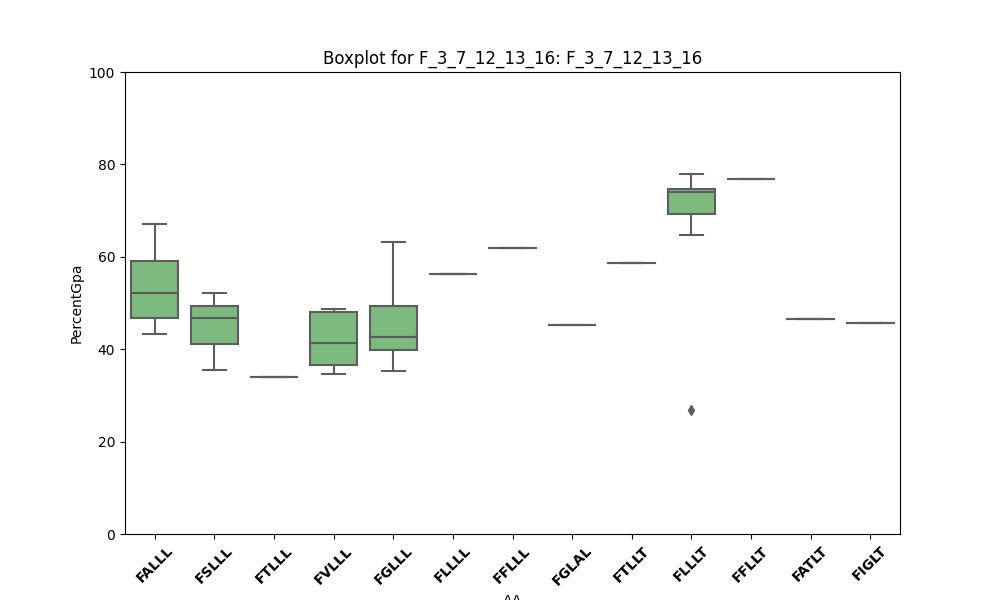 Boxplot for F_3_7_12_13_16: F_3_7_12_13_16
100
80
60
40
20
0
PercentGpa
FALLL
FSLLL
FTLLL
FVLLL
FGLLL
FLLLL
FFLLL
FGLAL
FTLLT
FLLLT
FFLLT
FATLT
FIGLT
AA